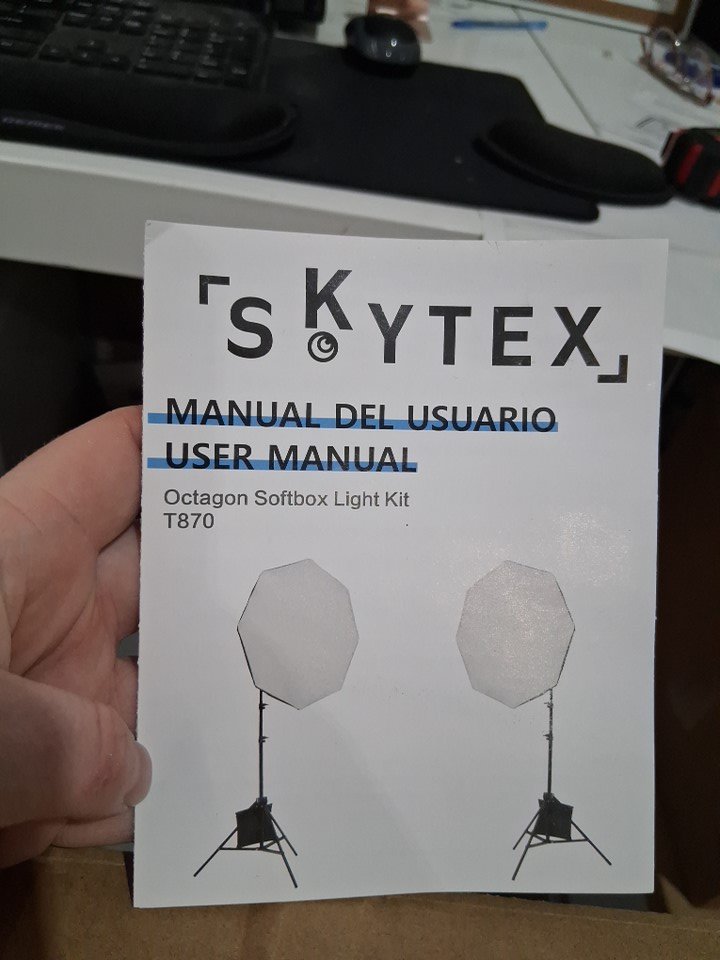 SKYTEX
MANUAL DEL USUARIO
USER MANUAL
Octagon Softbox Light Kit
T870